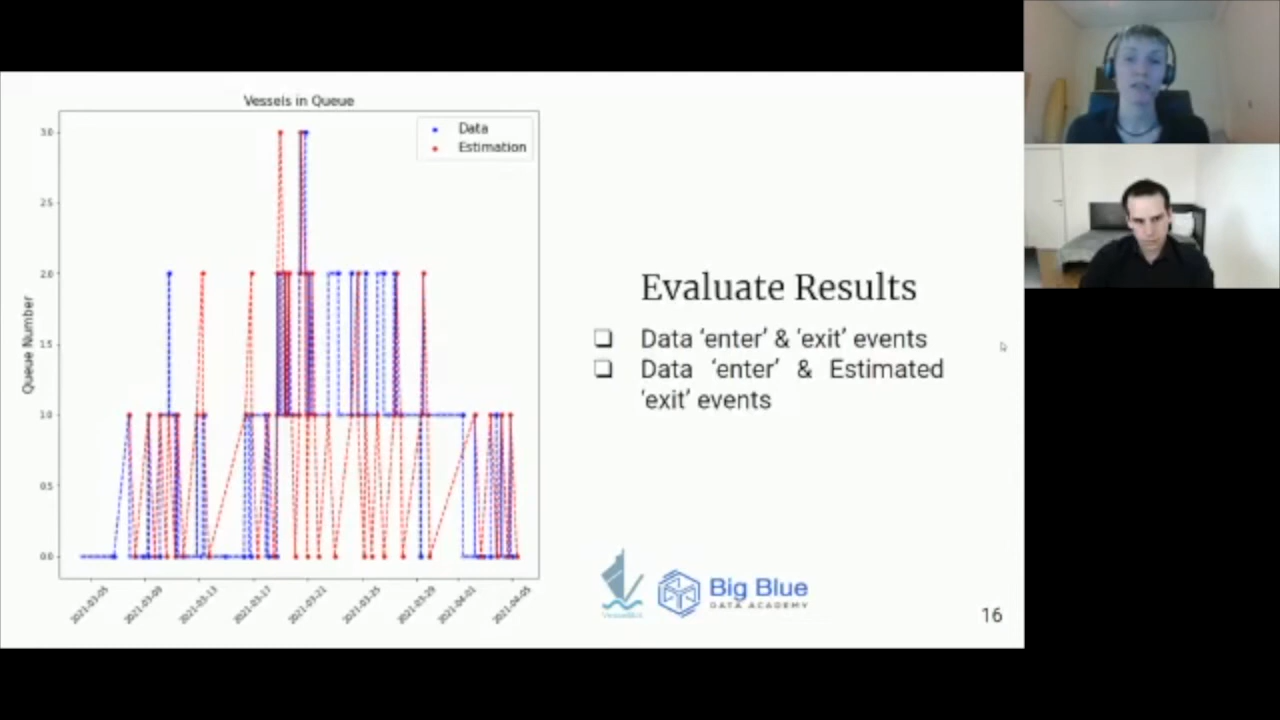 Vessels in Queue
Data
Estimation
Queue Number
3.0
2.5
2.0
1.5
1.0
0.5
0.0
2021-03-05
2021-03-09
2021-03-13
2021-03-17
2021-03-21
2021-03-25
2021-03-29
2021-04-01
2021-04-05
Evaluate Results
❑ Data ‘enter’ & ‘exit’ events
❑ Data ‘enter’ & Estimated
‘exit’ events
Big Blue
DATA ACADEMY
16